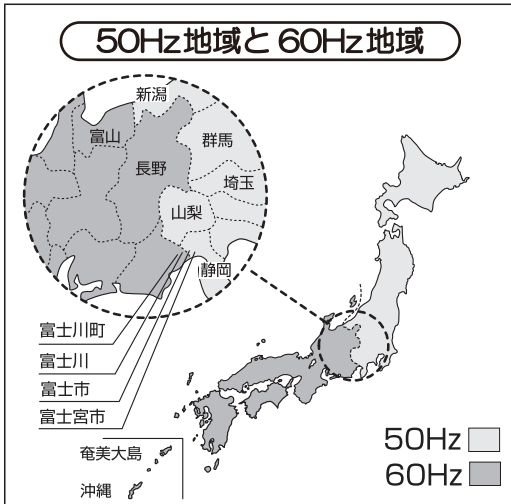 50Hz地域と60Hz地域
新潟
富山
群馬
長野
埼玉
山梨
静岡
富士川町
富士川
富士市
富士宮市
奄美大島
沖縄
50Hz
60Hz